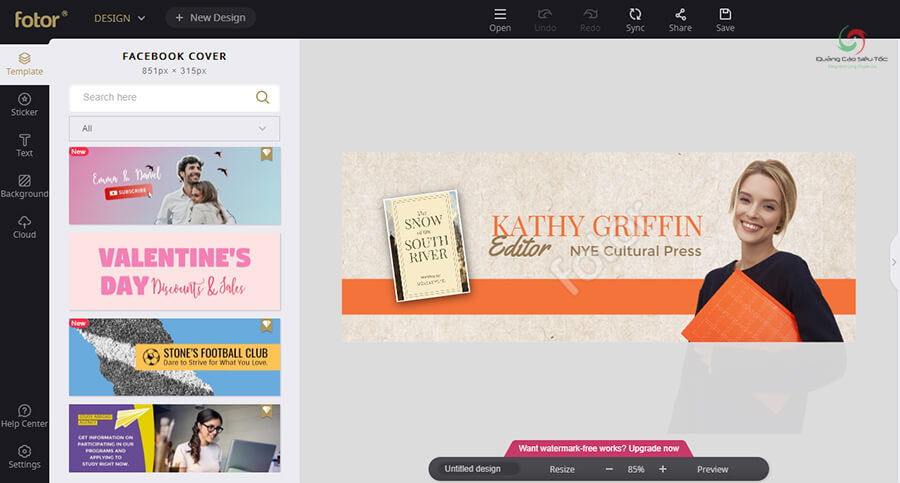 fotor®
DESIGN
+ New Design
Open
Undo
Redo
Sync
Share
Save
Quảng Cáo Siêu Tốc
Template
Sticker
Text
Background
Cloud
Help Center
Settings
FACEBOOK COVER
851px × 315px
Search here
All
New
Emma & Daniel
SUBSCRIBE
VALENTINE'S
DAY Discounts & Sales
New
STONE'S FOOTBALL CLUB
Dare to Strive for What You Love.
STUDY ABROAD
AGENCY
GET INFORMATION ON
PARTICIPATING IN OUR
PROGRAMS AND
APPLYING TO
STUDY RIGHT NOW.
The
SNOW
of the
SOUTH
RIVER
KATHY GRIFFIN
Editor NYE Cultural Press
fotor
Want watermark-free works? Upgrade now
Untitled design
Resize
− 85% +
Preview